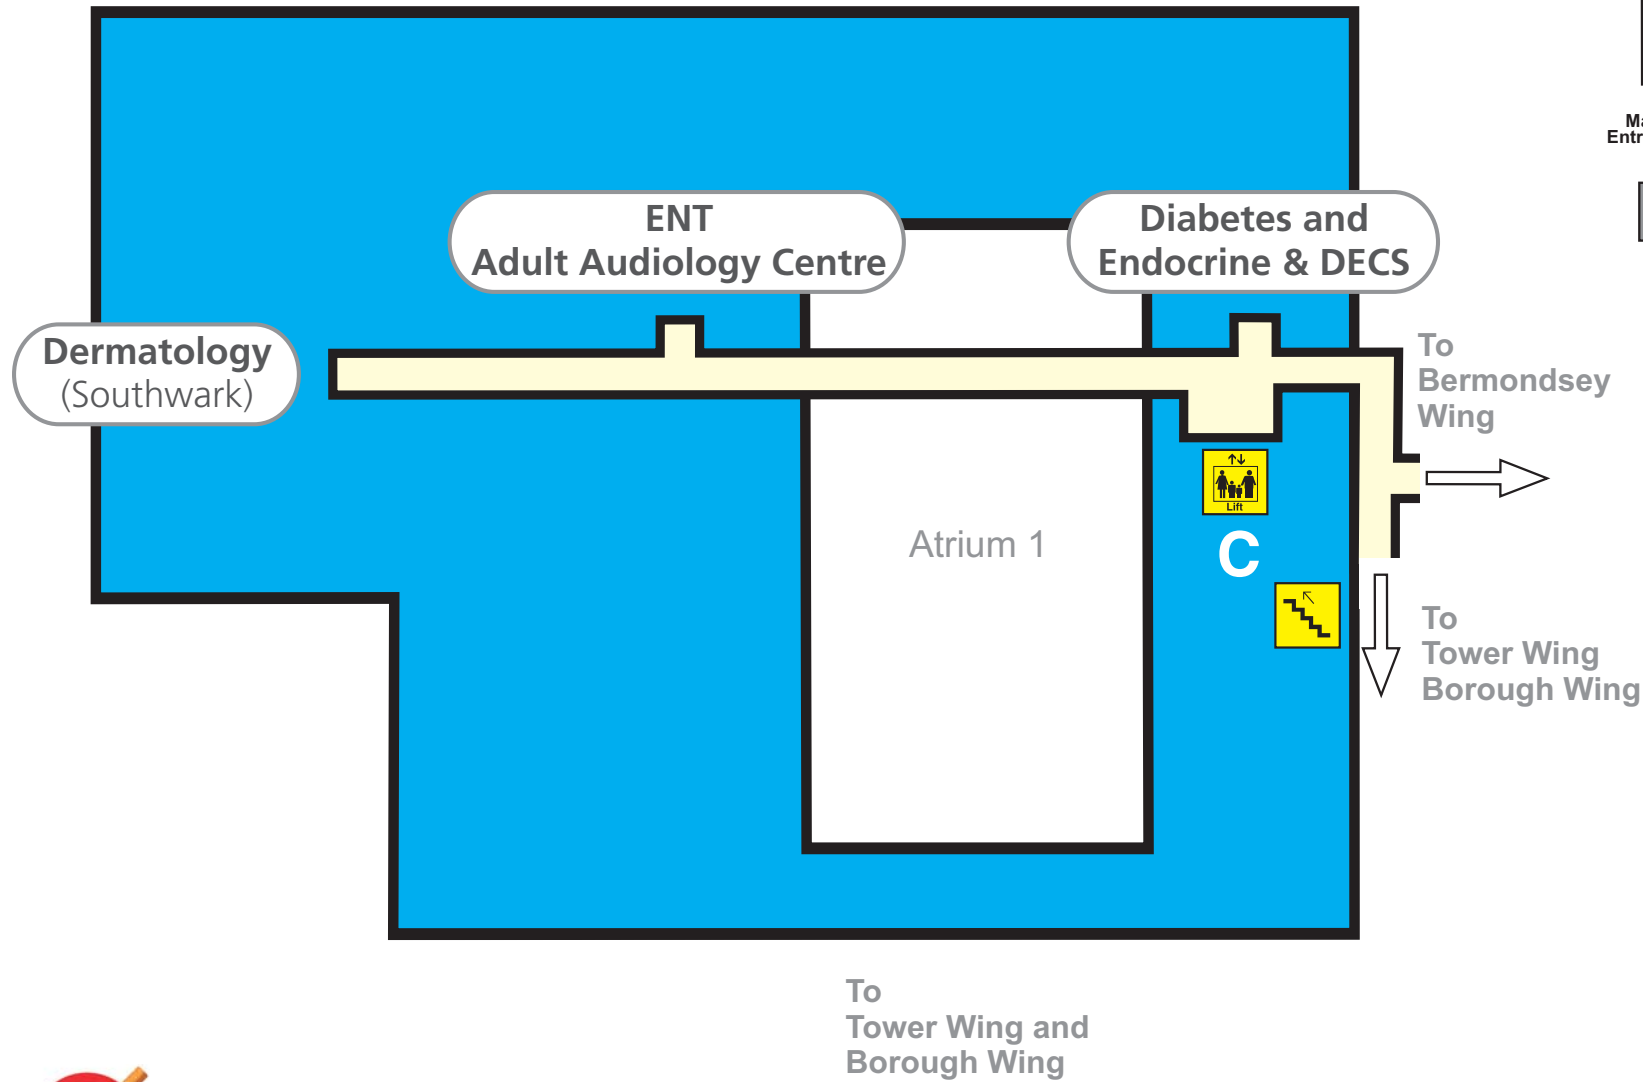 ENT
Adult Audiology Centre
Diabetes and
Endocrine & DECS
Dermatology
(Southwark)
To
Bermondsey
Wing
Lift
C
Atrium 1
To
Tower Wing
Borough Wing
To
Tower Wing and
Borough Wing